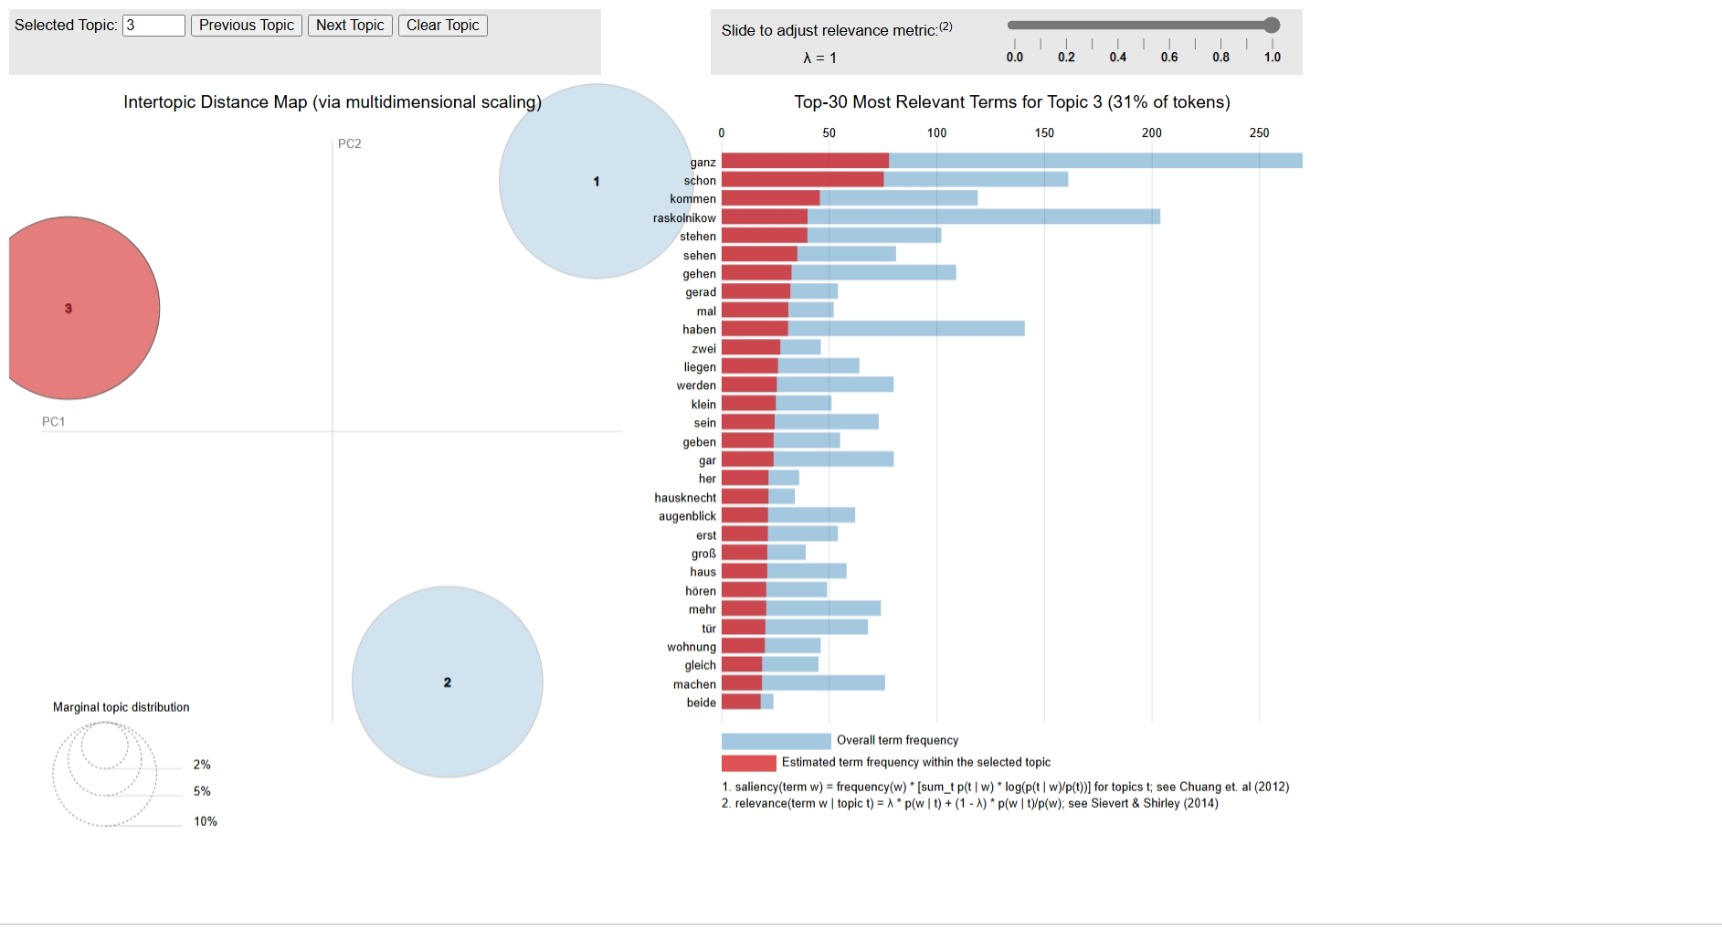 Selected Topic: 3 Previous Topic Next Topic Clear Topic
Slide to adjust relevance metric:(2)
λ = 1
0.0 0.2 0.4 0.6 0.8 1.0
Intertopic Distance Map (via multidimensional scaling)
PC2
PC1
1
3
2
Marginal topic distribution
2%
5%
10%
Top-30 Most Relevant Terms for Topic 3 (31% of tokens)
0 50 100 150 200 250
ganz
schon
kommen
raskolnikow
stehen
sehen
gehen
gerad
mal
haben
zwei
liegen
werden
klein
sein
geben
gar
her
hausknecht
augenblick
erst
groß
haus
hören
mehr
tür
wohnung
gleich
machen
beide
Overall term frequency
Estimated term frequency within the selected topic
1. saliency(term w) = frequency(w) * [sum_t p(t | w) * log(p(t | w)/p(t))] for topics t; see Chuang et. al (2012)
2. relevance(term w | topic t) = λ * p(w | t) + (1 - λ) * p(w | t)/p(w); see Sievert & Shirley (2014)